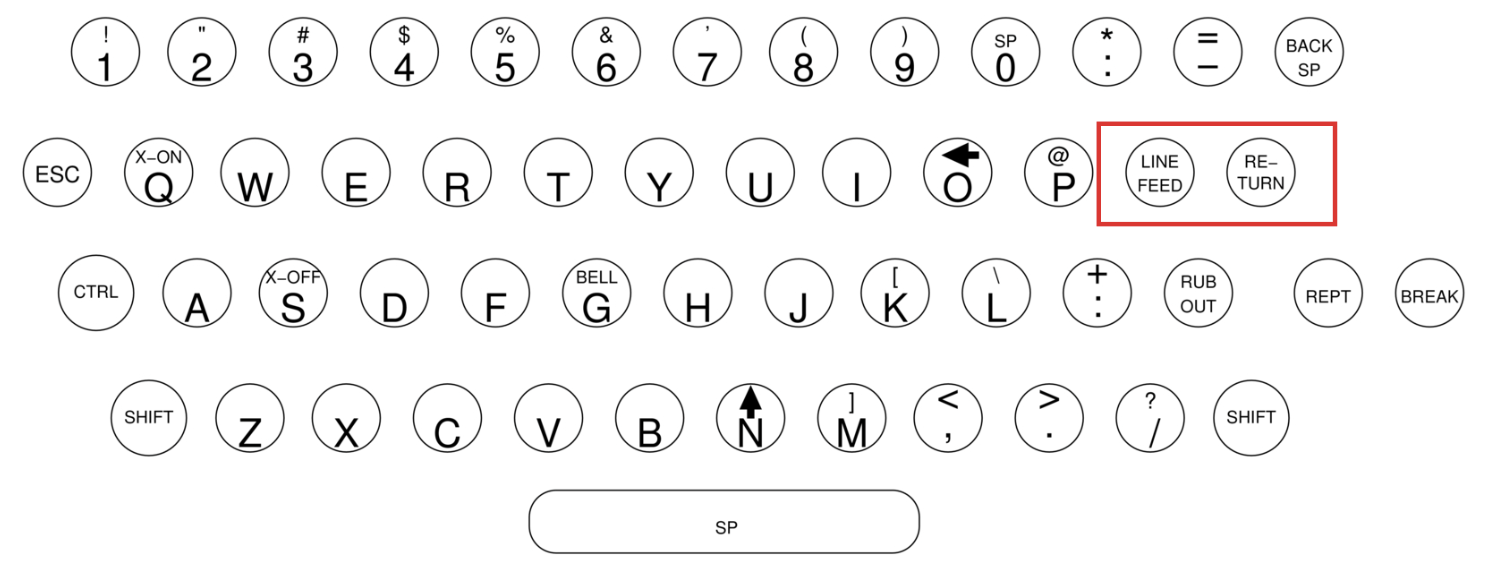 ! " # $ % & ' ( ) SP * =
1 2 3 4 5 6 7 8 9 0 : – BACK SP
ESC X–ON Q W E R T Y U I ← O @ P LINE FEED RE– TURN
CTRL A X–OFF S D F BELL G H J [ K \ L + : RUB OUT REPT BREAK
SHIFT Z X C V B ↑ N ] M < , > . ? / SHIFT
SP